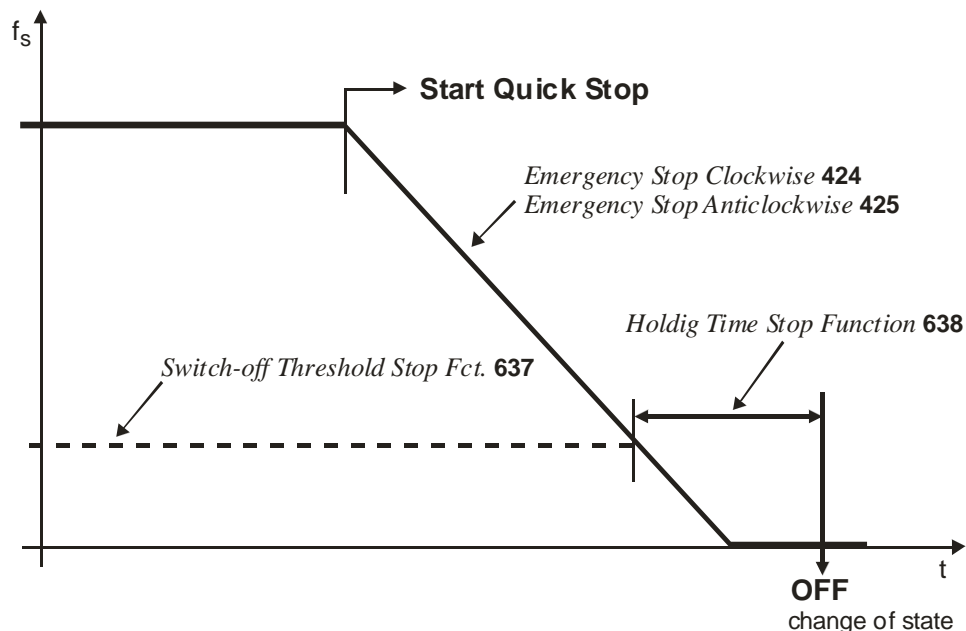 fs
Start Quick Stop
Emergency Stop Clockwise 424
Emergency Stop Anticlockwise 425
Holdig Time Stop Function 638
Switch-off Threshold Stop Fct. 637
t
OFF
change of state